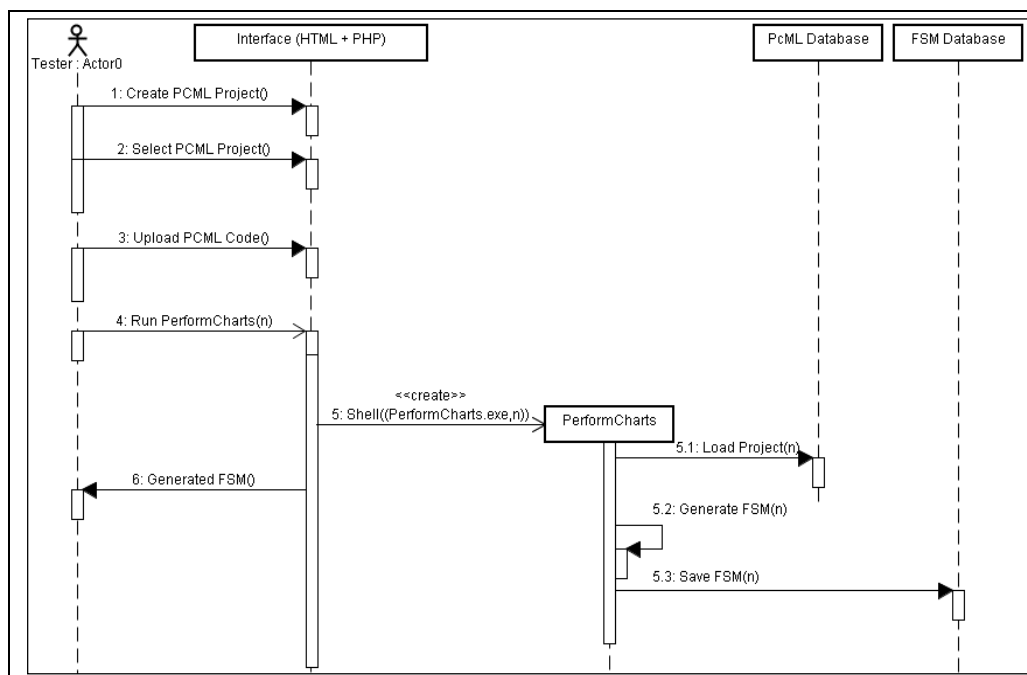 Interface (HTML + PHP)
PcML Database
FSM Database
Tester : Actor0
1: Create PCML Project()
2: Select PCML Project()
3: Upload PCML Code()
4: Run PerformCharts(n)
<<create>>
5: Shell((PerformCharts.exe,n))
PerformCharts
5.1: Load Project(n)
6: Generated FSM()
5.2: Generate FSM(n)
5.3: Save FSM(n)